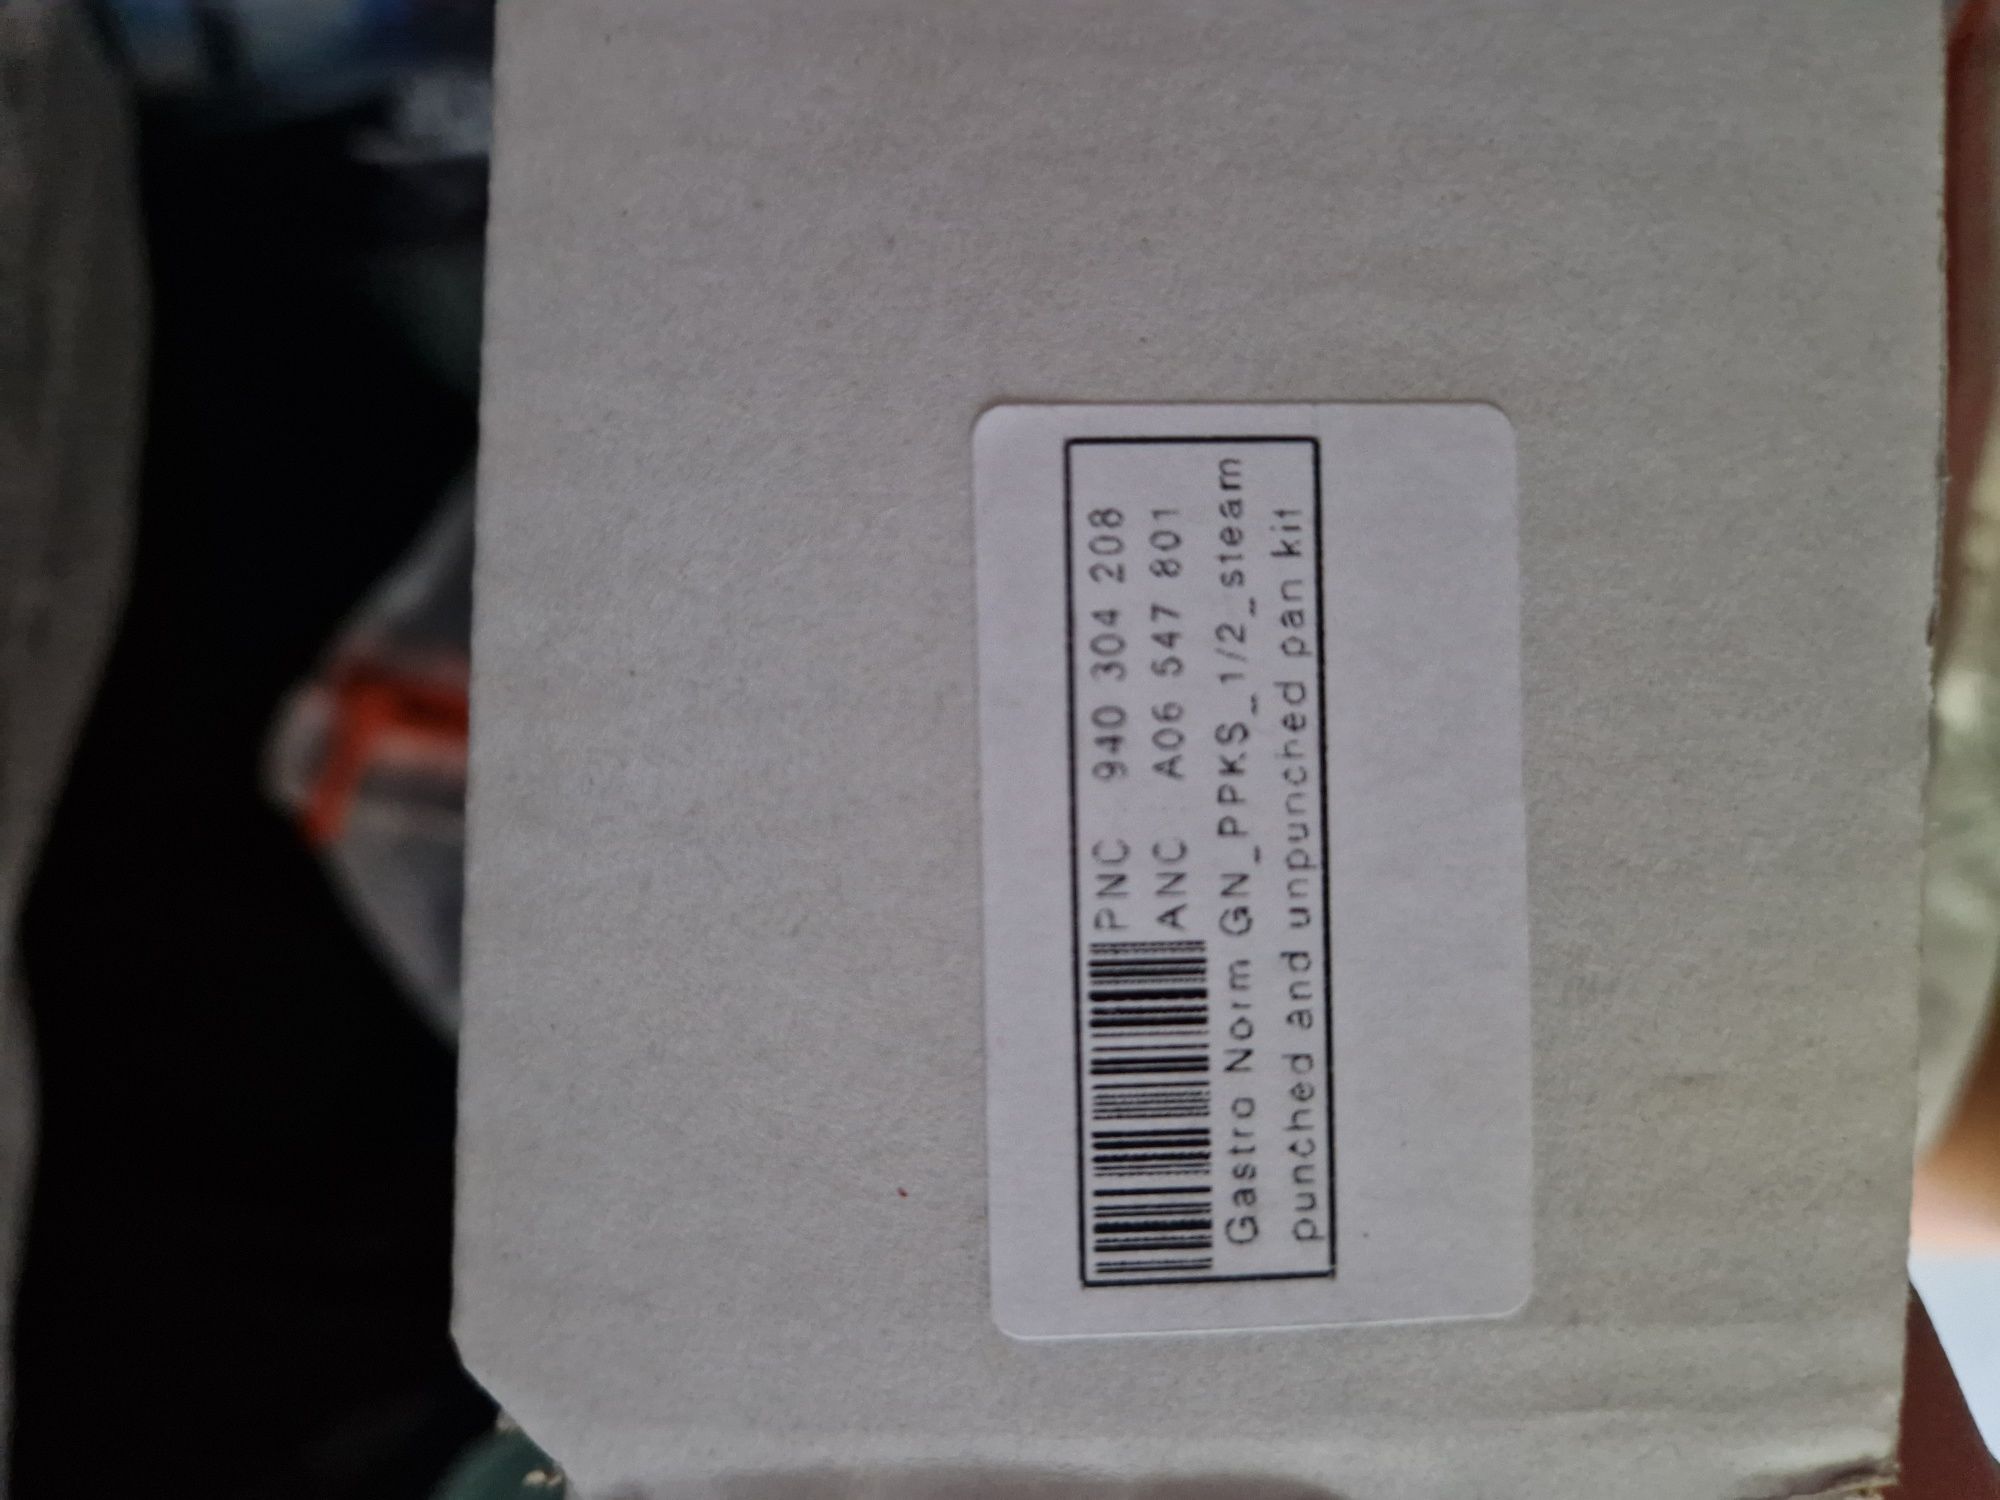 PNC 940 304 208
ANC A06 547 801
Gastro Norm GN_PPKS_1/2_steam
punched and unpunched pan kit